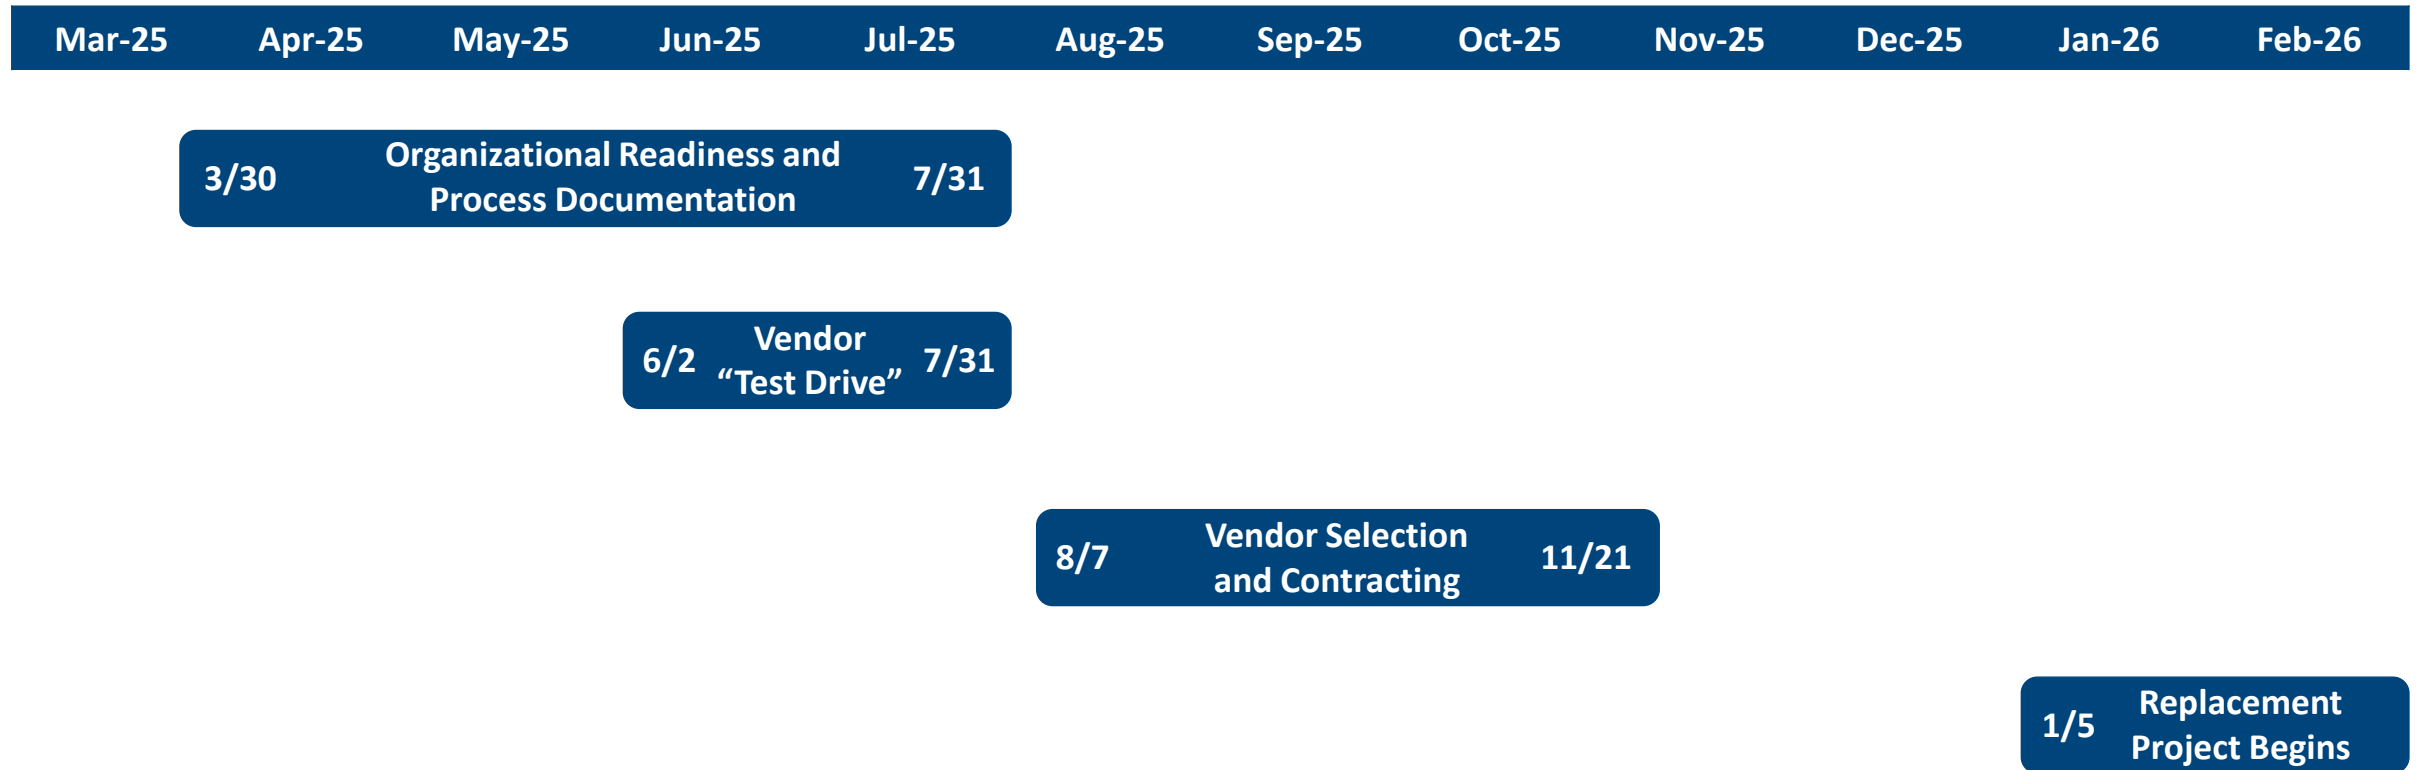 Mar-25 Apr-25 May-25 Jun-25 Jul-25 Aug-25 Sep-25 Oct-25 Nov-25 Dec-25 Jan-26 Feb-26
3/30 Organizational Readiness and 7/31
Process Documentation
6/2 Vendor 7/31
“Test Drive”
8/7 Vendor Selection 11/21
and Contracting
1/5 Replacement
Project Begins